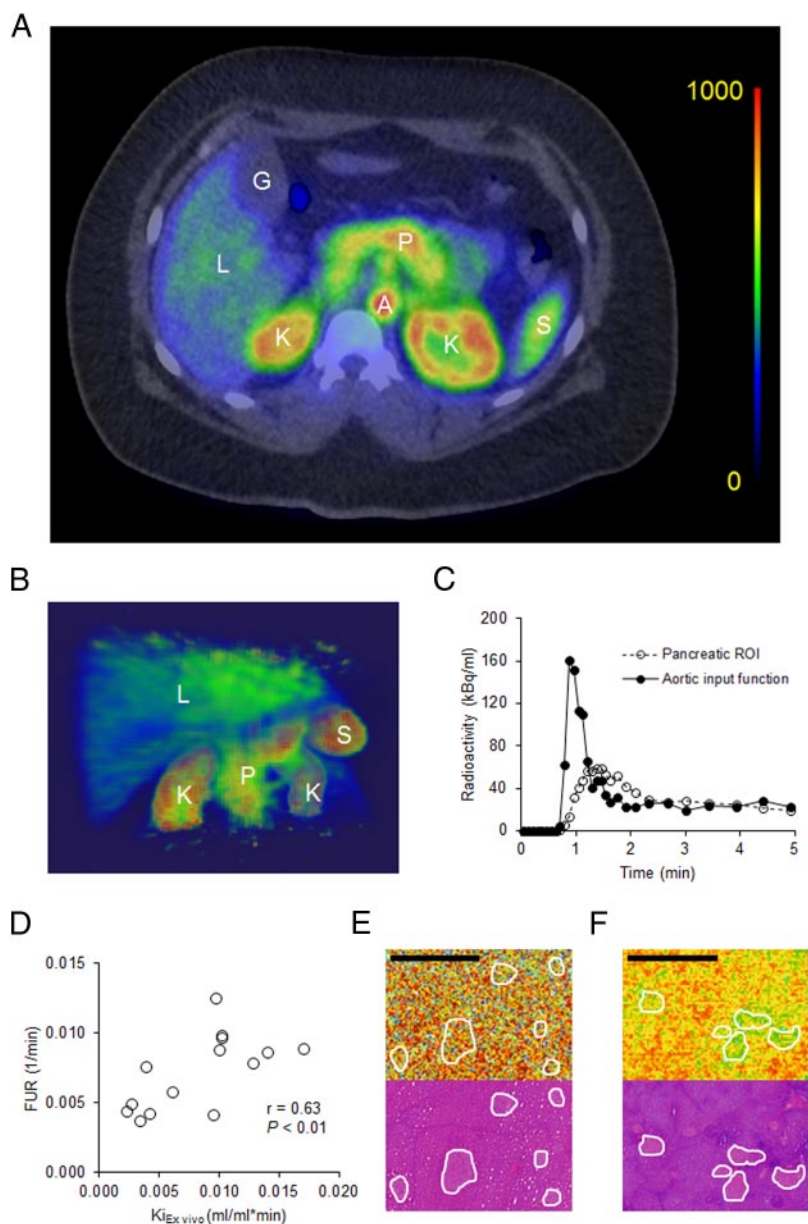 A
1000
G
P
L
A
S
K
K
0
B
L
S
P
K
K
C
200
160
120
80
40
0
Radioactivity (kBq/ml)
Pancreatic ROI
Aortic input function
0 1 2 3 4 5
Time (min)
D
0.015
0.010
0.005
0.000
FUR (1/min)
r = 0.63
P < 0.01
0.000 0.005 0.010 0.015 0.020
KiEx vivo (ml/ml*min)
E
F